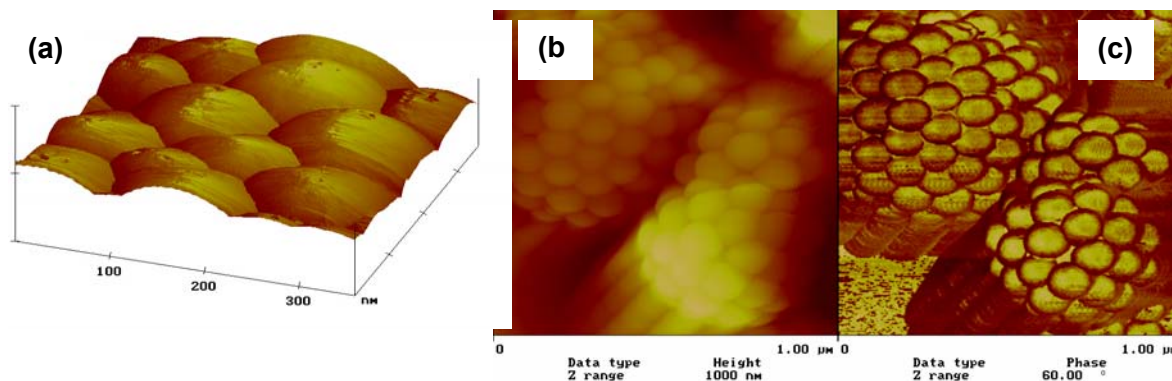 (a)
100
200
300
nm
(b)
(c)
0
1.00 µm
Data type
Height
Z range
1000 nm
0
1.00 µm
Data type
Phase
Z range
60.00 °